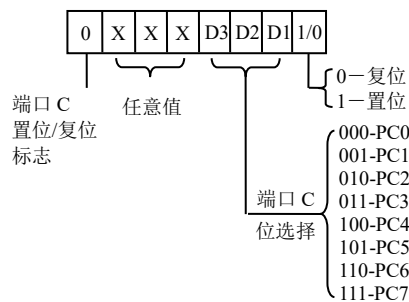 0 X X X D3 D2 D1 1/0
0－复位
1－置位
端口 C
置位/复位
标志
任意值
000-PC0
001-PC1
010-PC2
011-PC3
端口 C
100-PC4
位选择
101-PC5
110-PC6
111-PC7